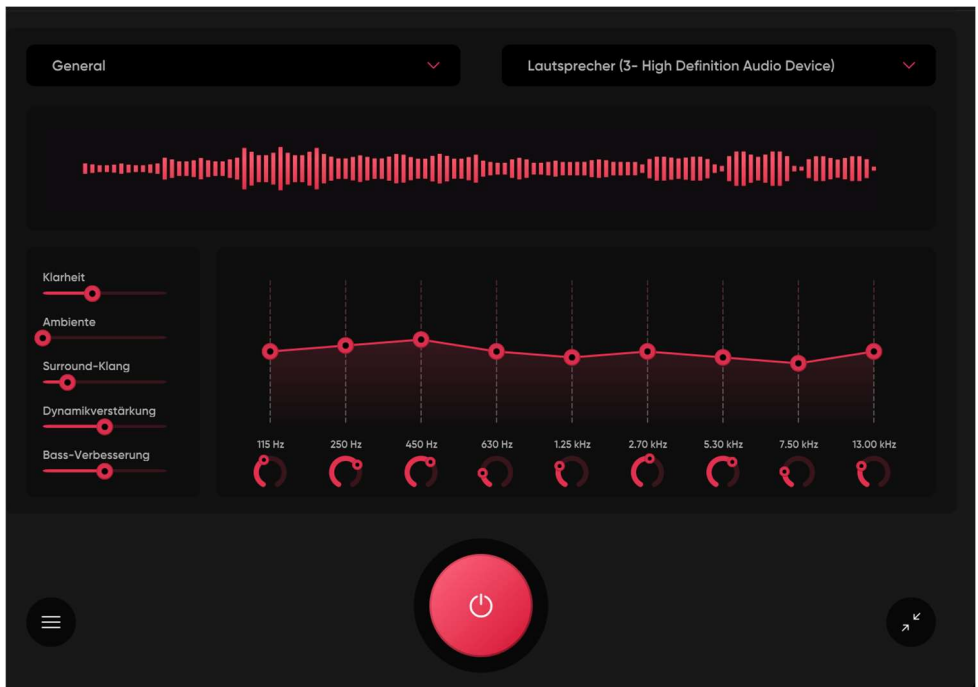 General
Lautsprecher (3- High Definition Audio Device)
Klarheit
Ambiente
Surround-Klang
Dynamikverstärkung
Bass-Verbesserung
115 Hz 250 Hz 450 Hz 630 Hz 1.25 kHz 2.70 kHz 5.30 kHz 7.50 kHz 13.00 kHz